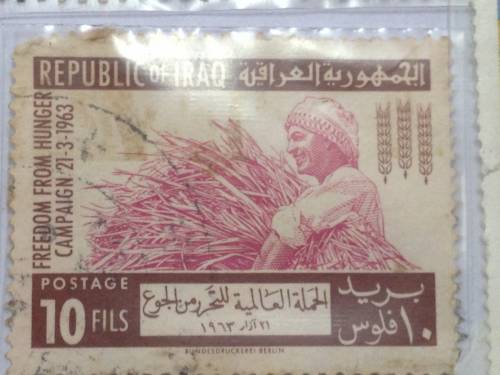 REPUBLIC OF IRAQ الجمهورية العراقية
FREEDOM FROM HUNGER
CAMPAIGN 21-3-1963
POSTAGE بريد
10 FILS ١٠ فلوس
الحملة العالمية للتحرر من الجوع
٢١ آذار ١٩٦٣
BUNDESDRUCKEREI BERLIN